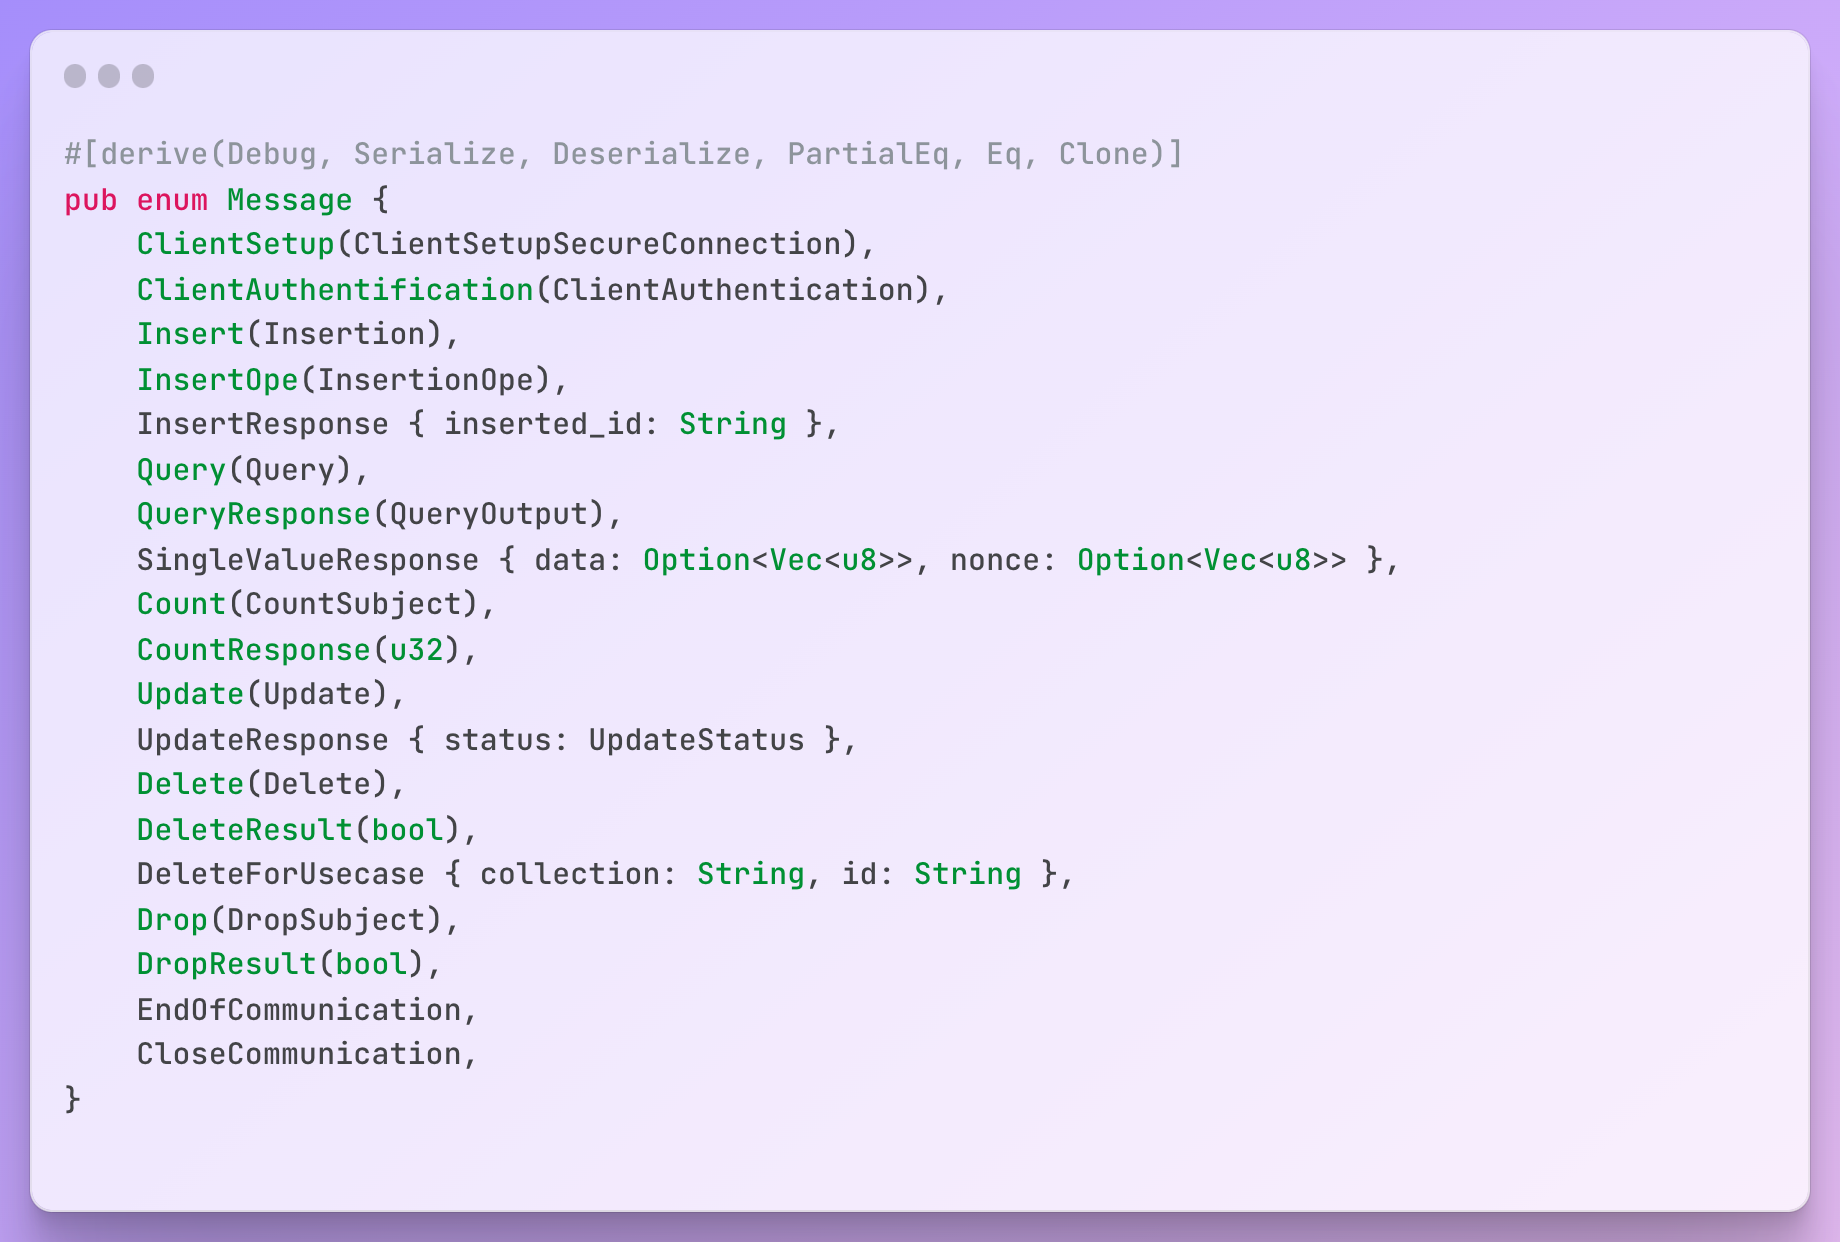 #[derive(Debug, Serialize, Deserialize, PartialEq, Eq, Clone)]
pub enum Message {
    ClientSetup(ClientSetupSecureConnection),
    ClientAuthentification(ClientAuthentication),
    Insert(Insertion),
    InsertOpe(InsertionOpe),
    InsertResponse { inserted_id: String },
    Query(Query),
    QueryResponse(QueryOutput),
    SingleValueResponse { data: Option<Vec<u8>>, nonce: Option<Vec<u8>> },
    Count(CountSubject),
    CountResponse(u32),
    Update(Update),
    UpdateResponse { status: UpdateStatus },
    Delete(Delete),
    DeleteResult(bool),
    DeleteForUsecase { collection: String, id: String },
    Drop(DropSubject),
    DropResult(bool),
    EndOfCommunication,
    CloseCommunication,
}